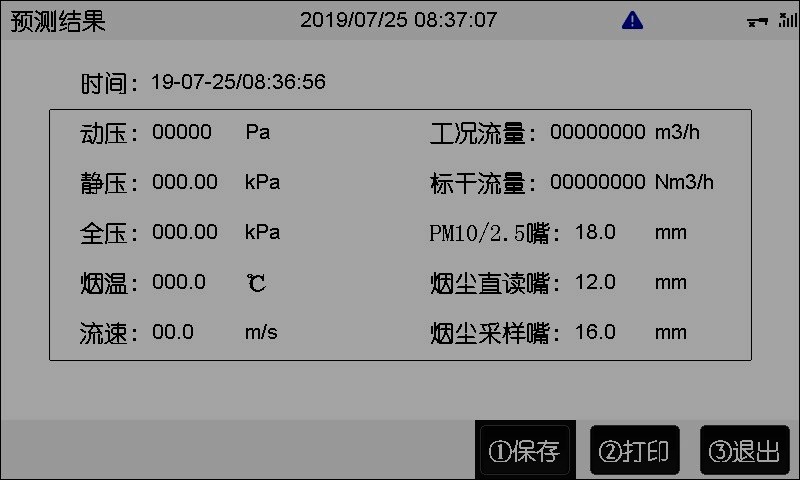 预测结果 2019/07/25 08:37:07
时间：19-07-25/08:36:56
动压：00000 Pa 工况流量：00000000 m3/h
静压：000.00 kPa 标干流量：00000000 Nm3/h
全压：000.00 kPa PM10/2.5嘴：18.0 mm
烟温：000.0 ℃ 烟尘直读嘴：12.0 mm
流速：00.0 m/s 烟尘采样嘴：16.0 mm
①保存 ②打印 ③退出